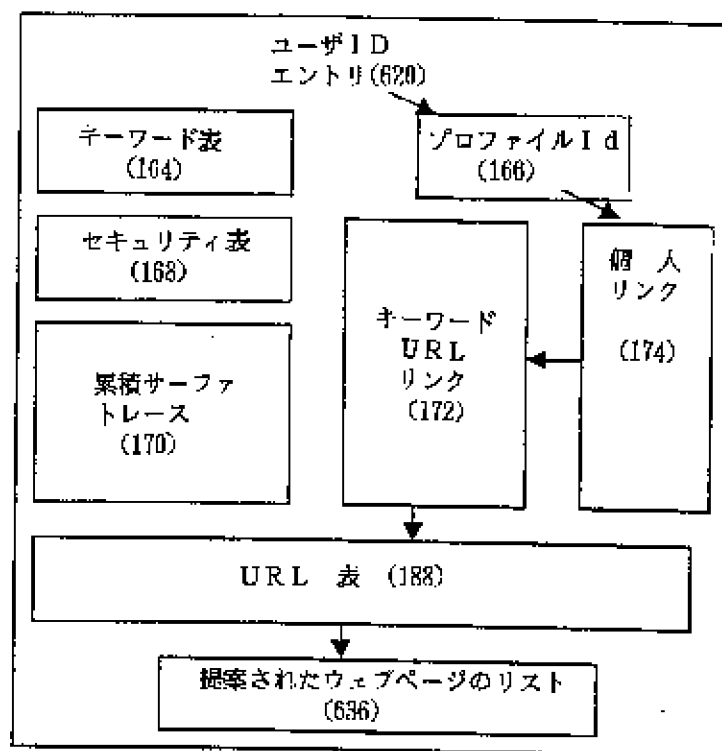 ユーザID
エントリ(620)
キーワード表
(164)
プロファイルId
(166)
セキュリティ表
(168)
個 人
リンク
(174)
キーワード
URL
リンク
(172)
累積サーファ
トレース
(170)
URL 表 (188)
提案されたウェブページのリスト
(636)